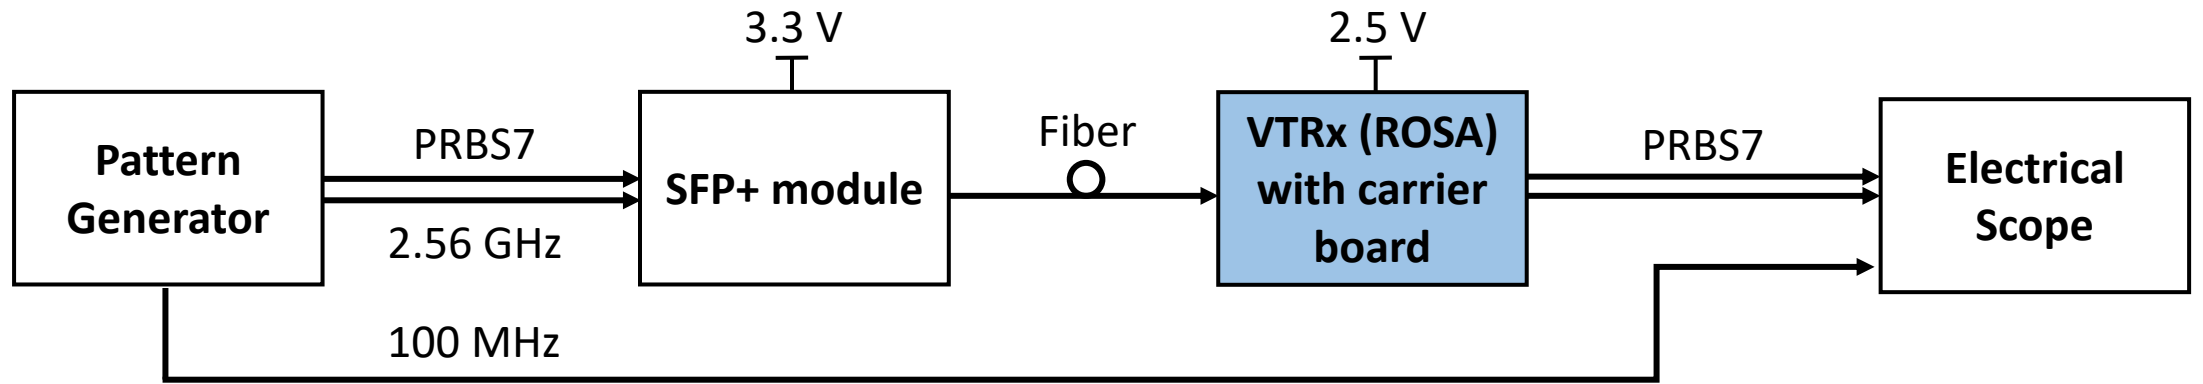 3.3 V
2.5 V
Pattern
Generator
PRBS7
2.56 GHz
SFP+ module
Fiber
VTRx (ROSA)
with carrier
board
PRBS7
Electrical
Scope
100 MHz